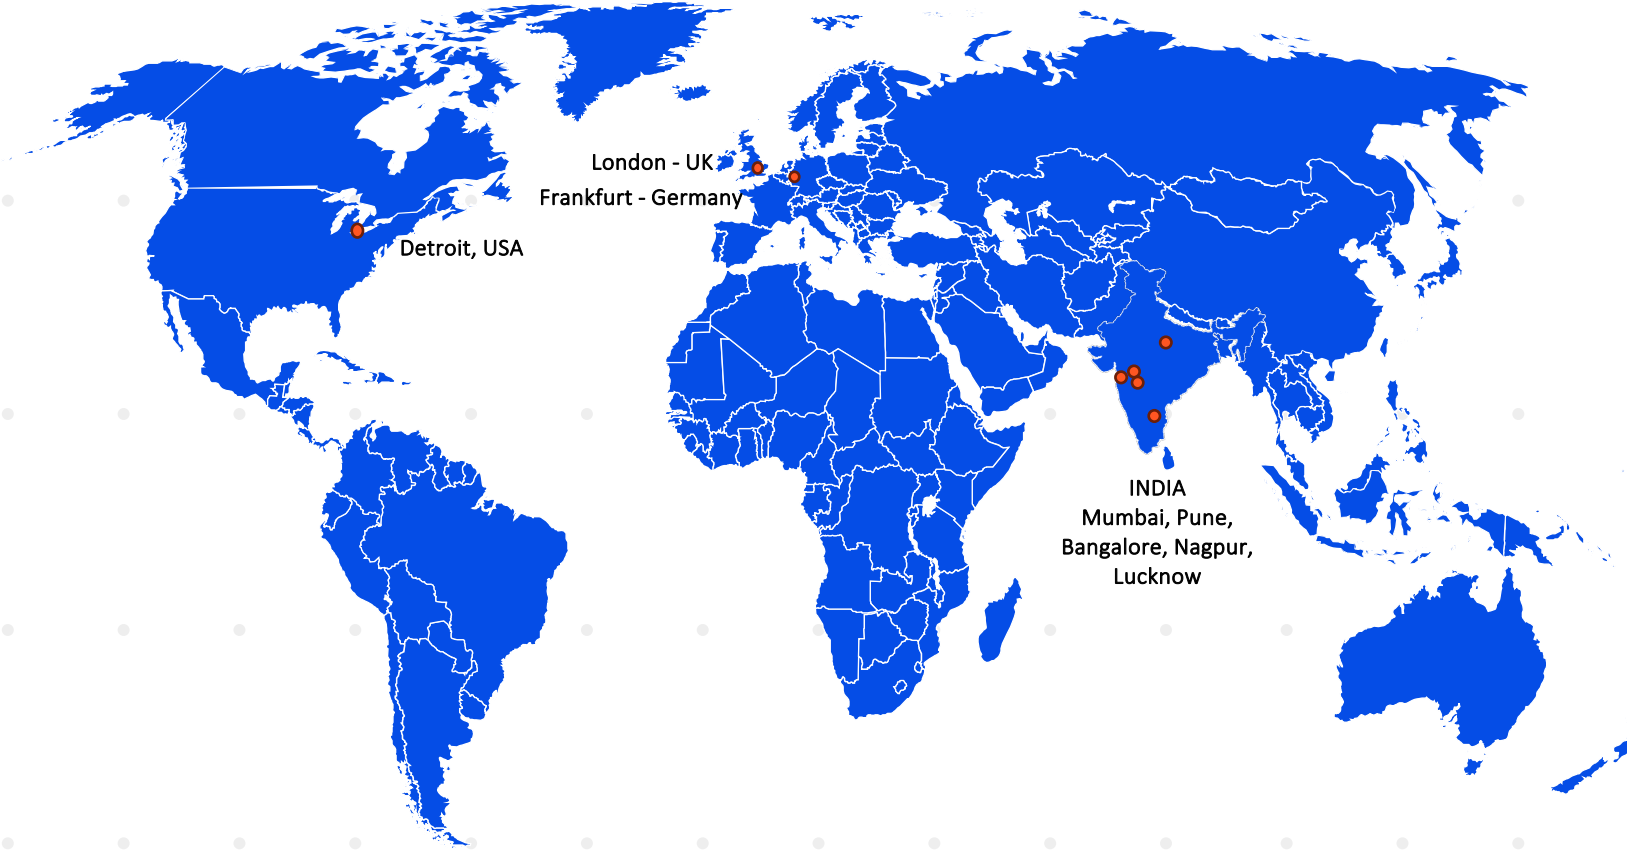 London - UK
Frankfurt - Germany
Detroit, USA
INDIA
Mumbai, Pune,
Bangalore, Nagpur,
Lucknow